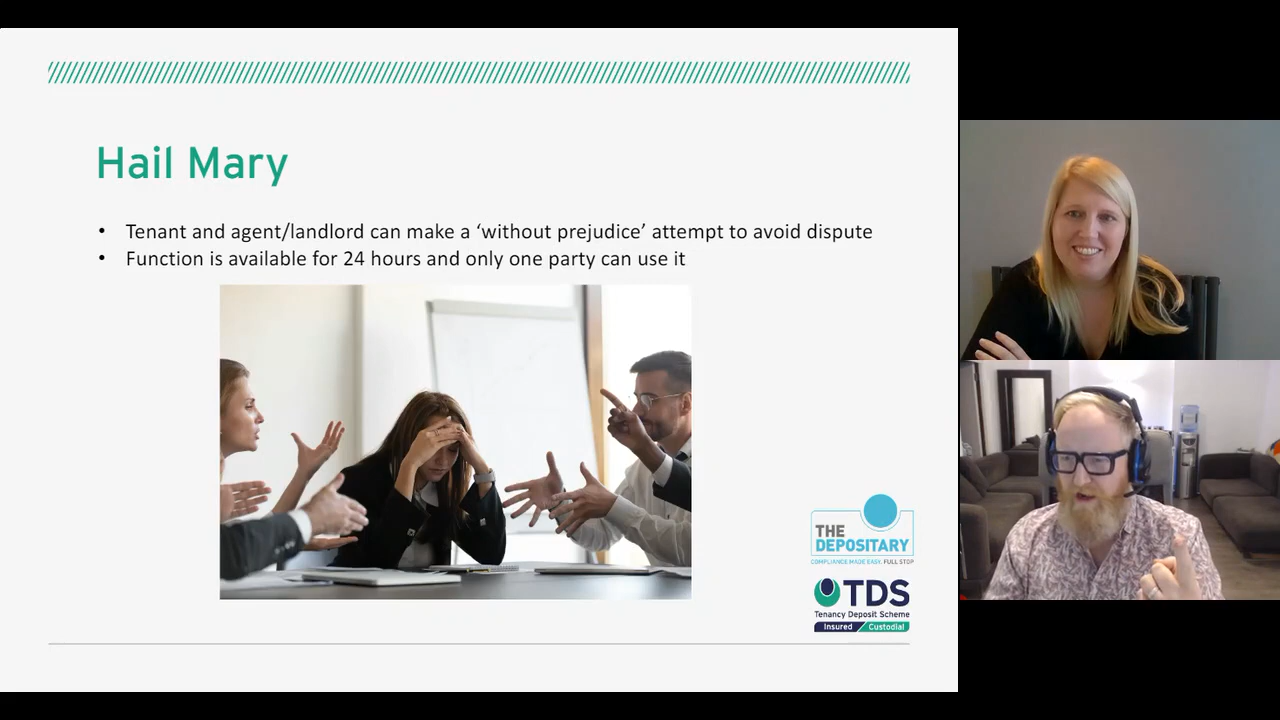 Hail Mary
• Tenant and agent/landlord can make a ‘without prejudice’ attempt to avoid dispute
• Function is available for 24 hours and only one party can use it
THE
DEPOSITARY
COMPLIANCE MADE EASY. FULL STOP
TDS
Tenancy Deposit Scheme
Insured Custodial